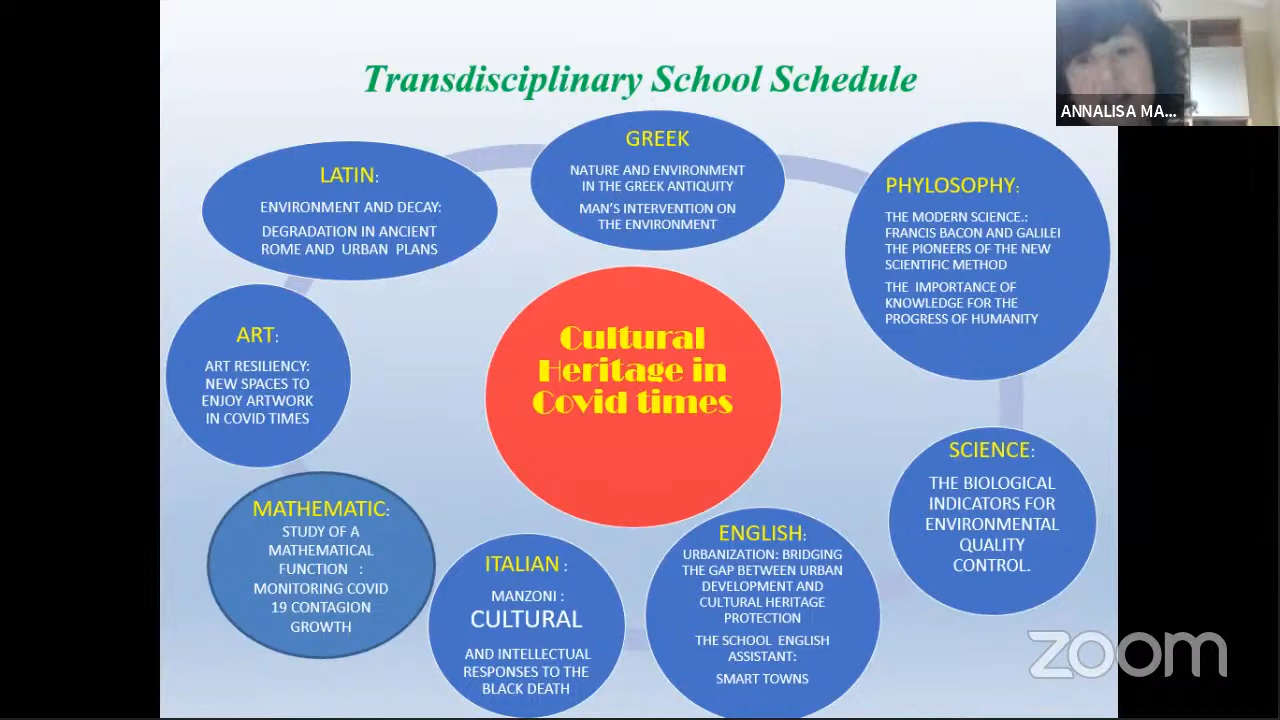 Transdisciplinary School Schedule
ANNALISA MA...
GREEK
NATURE AND ENVIRONMENT
IN THE GREEK ANTIQUITY
MAN'S INTERVENTION ON
THE ENVIRONMENT
LATIN:
ENVIRONMENT AND DECAY:
DEGRADATION IN ANCIENT
ROME AND URBAN PLANS
PHYLOSOPHY:
THE MODERN SCIENCE.:
FRANCIS BACON AND GALILEI
THE PIONEERS OF THE NEW
SCIENTIFIC METHOD
THE IMPORTANCE OF
KNOWLEDGE FOR THE
PROGRESS OF HUMANITY
ART:
ART RESILIENCY:
NEW SPACES TO
ENJOY ARTWORK
IN COVID TIMES
Cultural
Heritage in
Covid times
SCIENCE:
THE BIOLOGICAL
INDICATORS FOR
ENVIRONMENTAL
QUALITY
CONTROL.
MATHEMATIC:
STUDY OF A
MATHEMATICAL
FUNCTION :
MONITORING COVID
19 CONTAGION
GROWTH
ITALIAN :
MANZONI :
CULTURAL
AND INTELLECTUAL
RESPONSES TO THE
BLACK DEATH
ENGLISH:
URBANIZATION: BRIDGING
THE GAP BETWEEN URBAN
DEVELOPMENT AND
CULTURAL HERITAGE
PROTECTION
THE SCHOOL ENGLISH
ASSISTANT:
SMART TOWNS
zoom